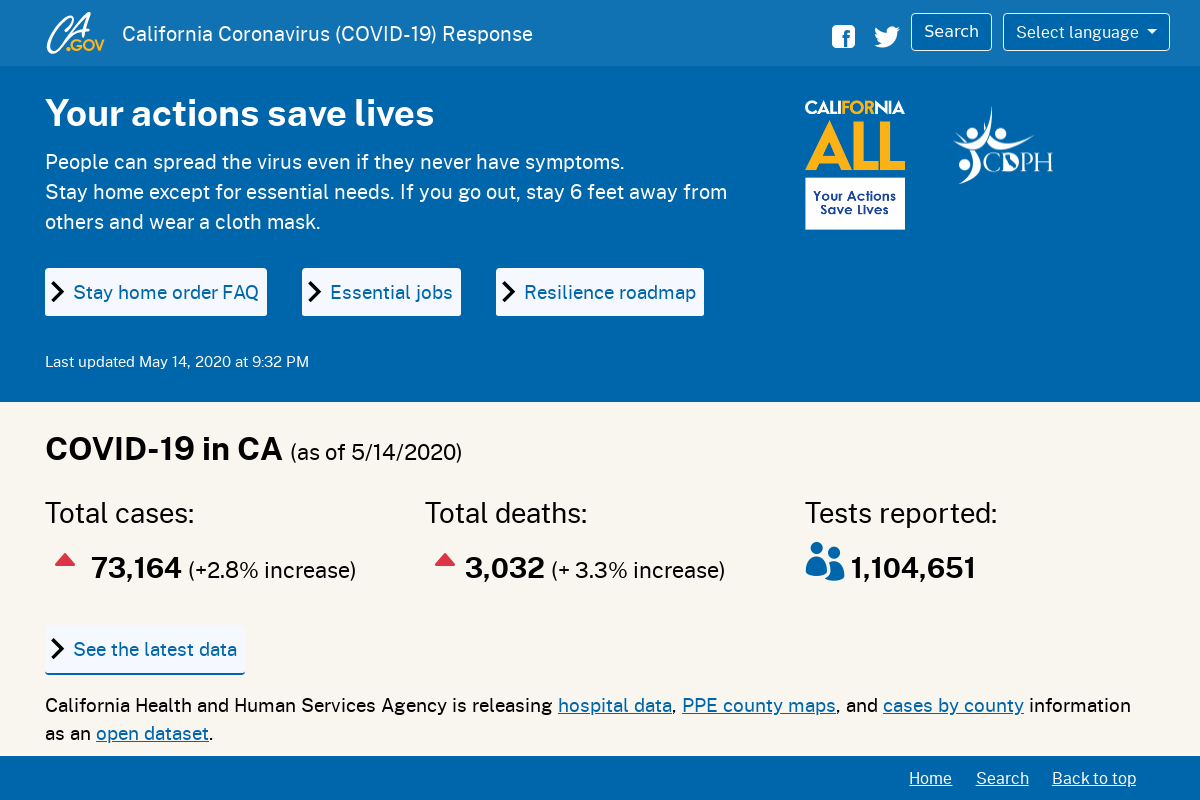 CA.GOV California Coronavirus (COVID-19) Response Search Select language
Your actions save lives
People can spread the virus even if they never have symptoms.
Stay home except for essential needs. If you go out, stay 6 feet away from
others and wear a cloth mask.
CALIFORNIA
ALL
Your Actions
Save Lives
CDPH
Stay home order FAQ Essential jobs Resilience roadmap
Last updated May 14, 2020 at 9:32 PM
COVID-19 in CA (as of 5/14/2020)
Total cases: Total deaths: Tests reported:
73,164 (+2.8% increase) 3,032 (+ 3.3% increase) 1,104,651
See the latest data
California Health and Human Services Agency is releasing hospital data, PPE county maps, and cases by county information
as an open dataset.
Home Search Back to top